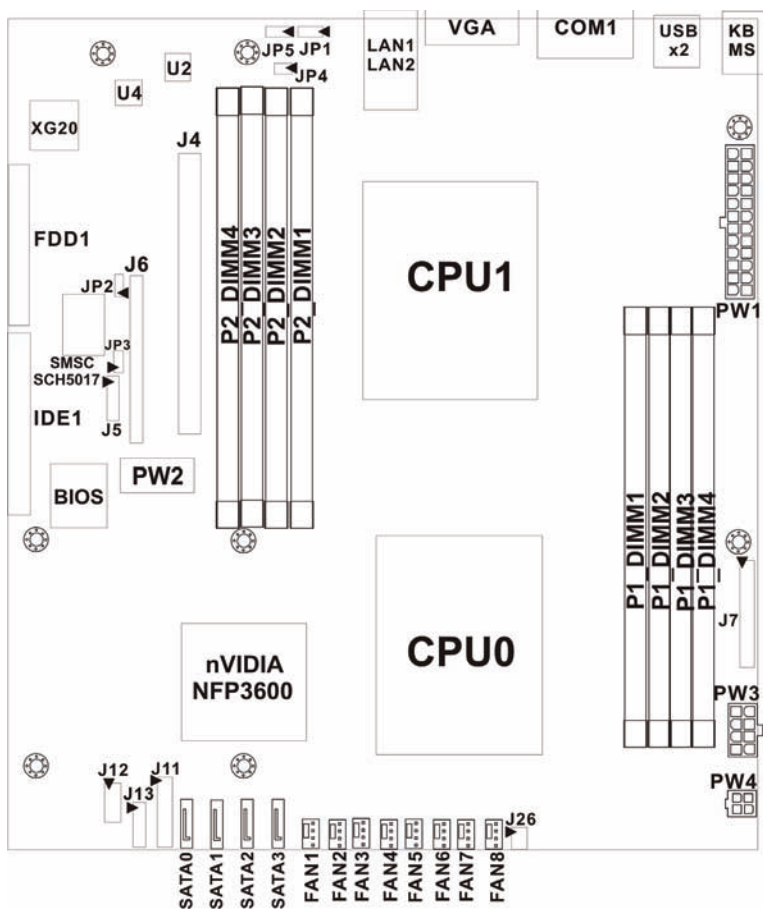 JP5 JP1
JP4
LAN1
LAN2
VGA
COM1
USB
x2
KB
MS
U2
U4
XG20
J4
FDD1
J6
JP2
JP3
SMSC
SCH5017
IDE1
J5
PW2
BIOS
P2_DIMM4
P2_DIMM3
P2_DIMM2
P2_DIMM1
CPU1
PW1
P1_DIMM1
P1_DIMM2
P1_DIMM3
P1_DIMM4
J7
CPU0
nVIDIA
NFP3600
PW3
PW4
J12
J13
J11
J26
SATA0
SATA1
SATA2
SATA3
FAN1
FAN2
FAN3
FAN4
FAN5
FAN6
FAN7
FAN8